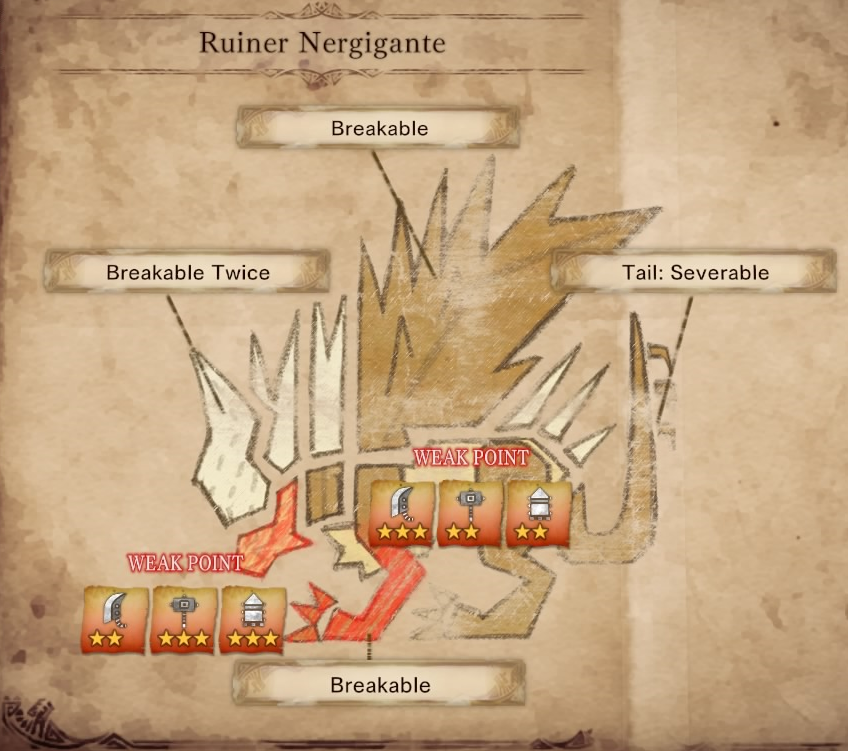 Ruiner Nergigante
Breakable
Breakable Twice
Tail: Severable
WEAK POINT
WEAK POINT
Breakable